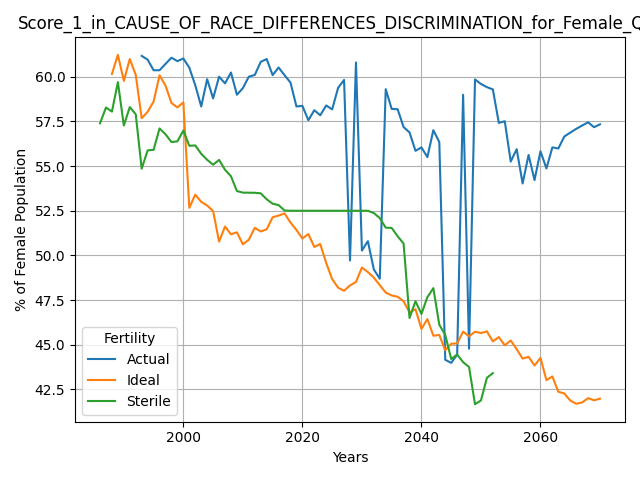 Score_1_in_CAUSE_OF_RACE_DIFFERENCES_DISCRIMINATION_for_Female_Q
% of Female Population
60.0
57.5
55.0
52.5
50.0
47.5
45.0
42.5
Fertility
Actual
Ideal
Sterile
2000 2020 2040 2060
Years